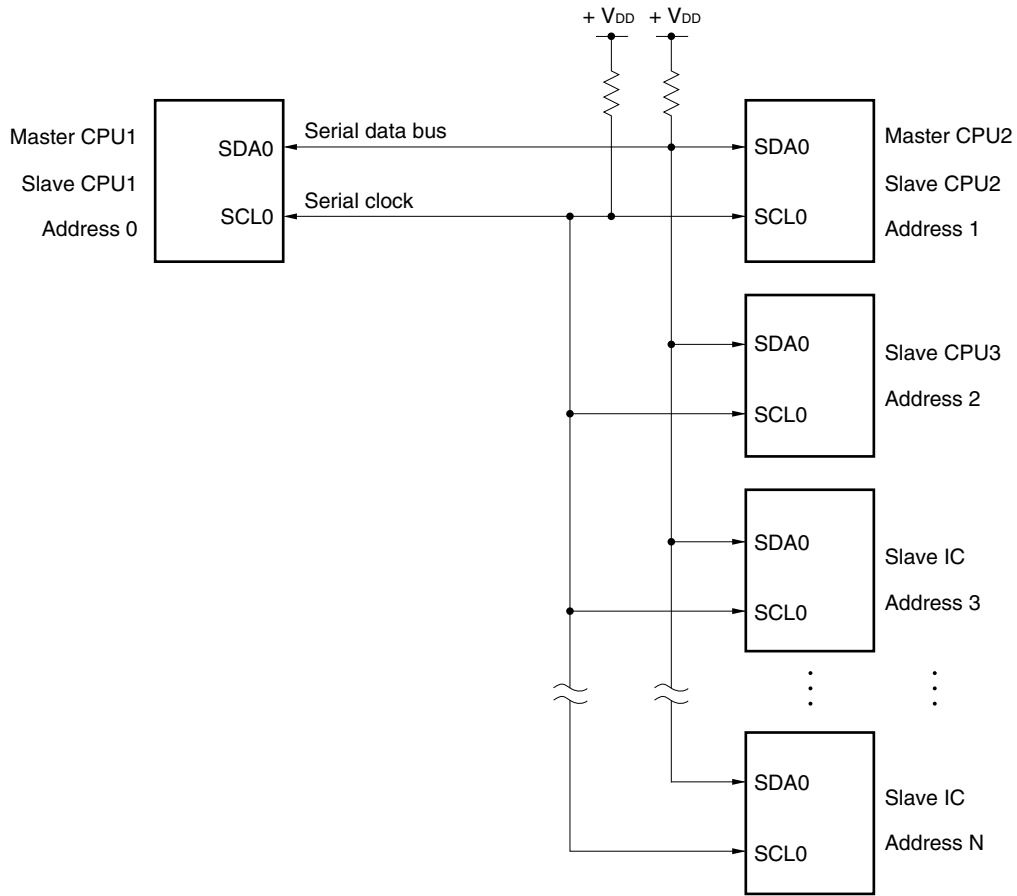 + VDD
+ VDD
Master CPU1
Slave CPU1
Address 0
SDA0
SCL0
Serial data bus
Serial clock
SDA0
SCL0
Master CPU2
Slave CPU2
Address 1
SDA0
SCL0
Slave CPU3
Address 2
SDA0
SCL0
Slave IC
Address 3
SDA0
SCL0
Slave IC
Address N